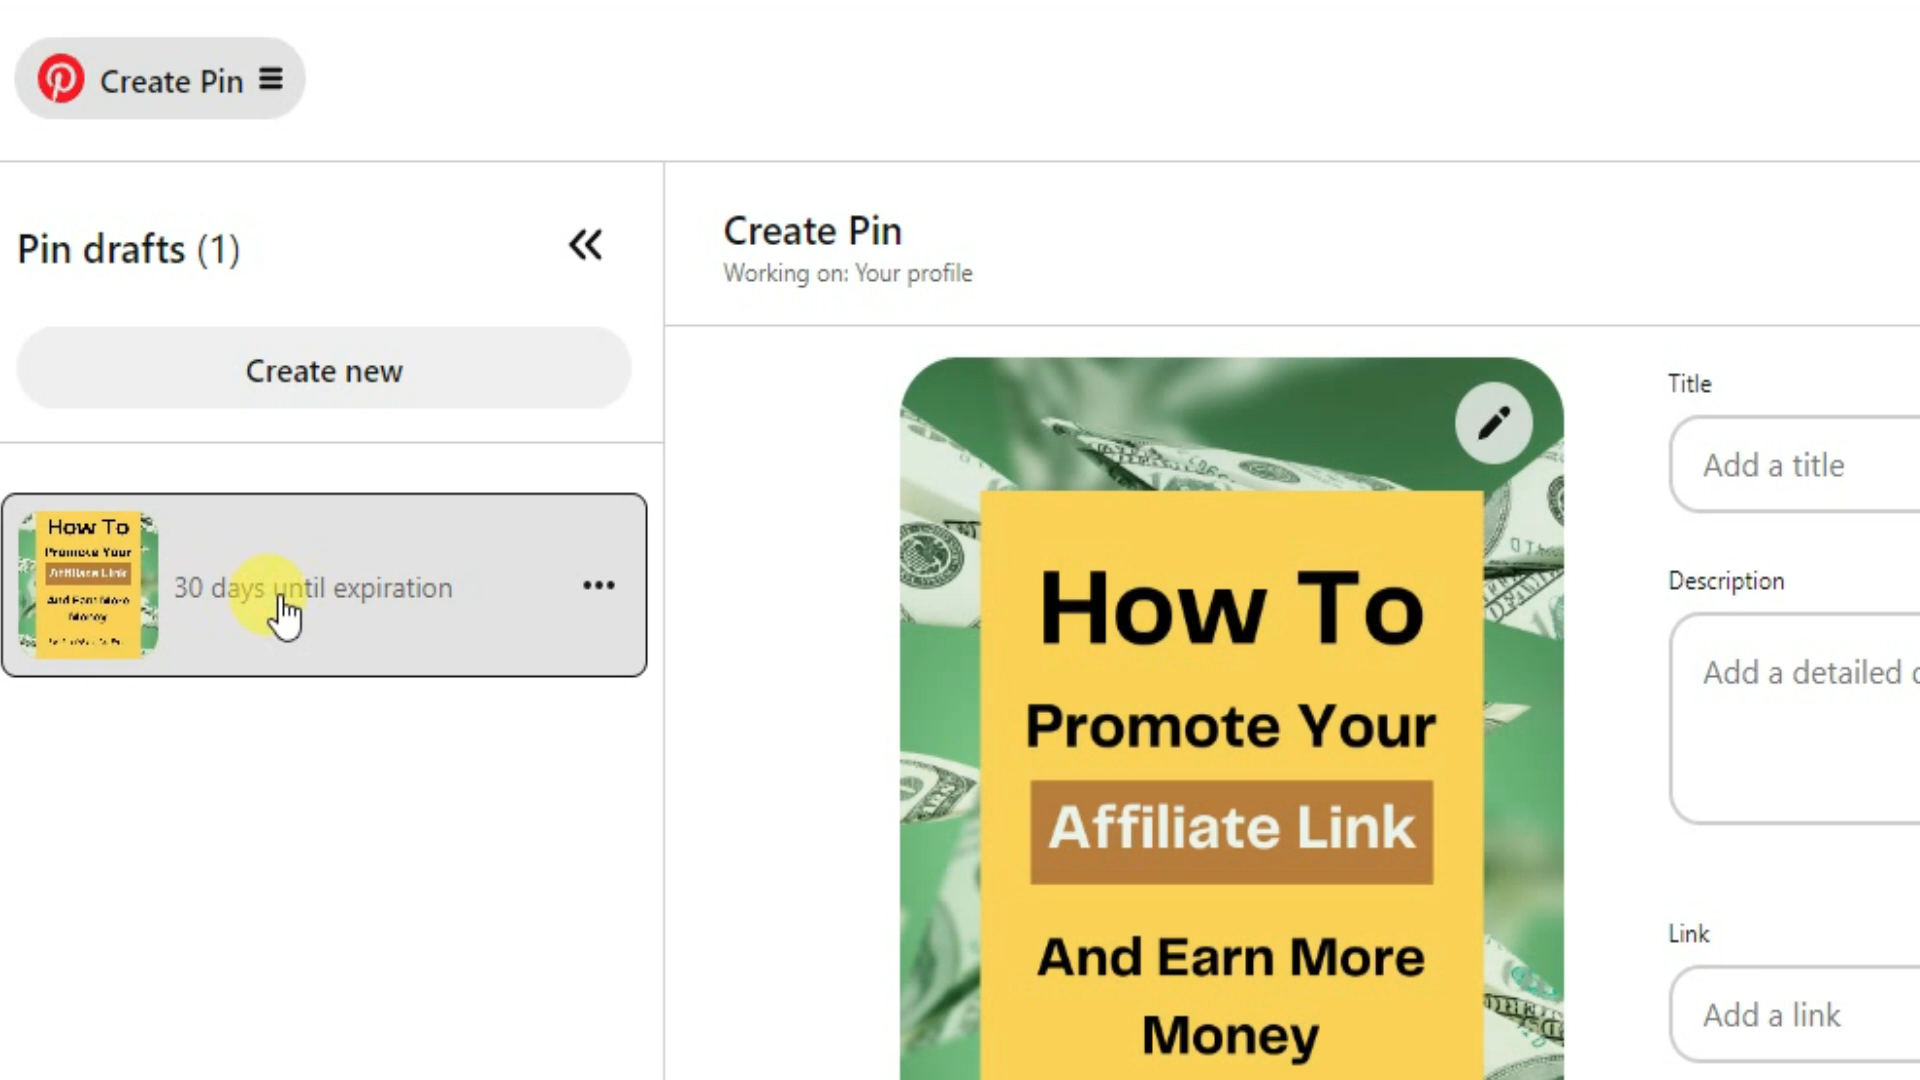 Create Pin
Pin drafts (1)
Create new
How To
Promote Your
Affiliate Link
And Earn More
Money
30 days until expiration
Create Pin
Working on: Your profile
How To
Promote Your
Affiliate Link
And Earn More
Money
Title
Add a title
Description
Add a detailed
Link
Add a link